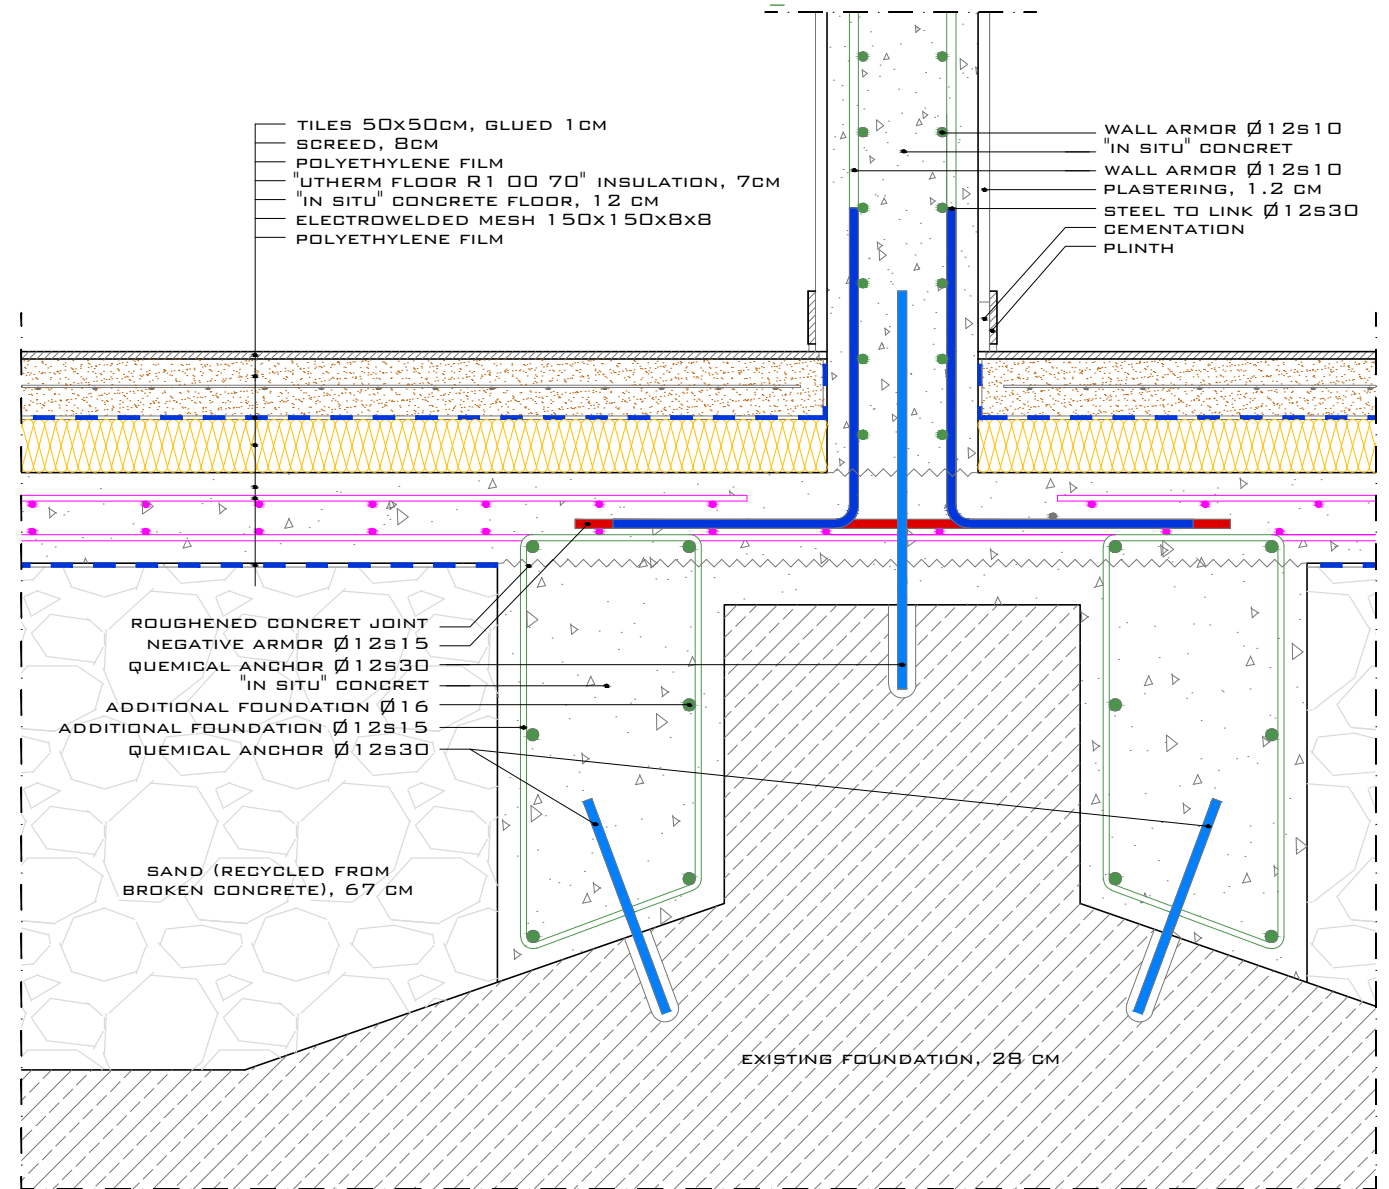 TILES 50x50CM, GLUED 1CM
SCREED, 8CM
POLYETHYLENE FILM
"UTHERM FLOOR R1 00 70" INSULATION, 7CM
"IN SITU" CONCRETE FLOOR, 12 CM
ELECTROWELDED MESH 150x150x8x8
POLYETHYLENE FILM
WALL ARMOR Ø12s10
"IN SITU" CONCRET
WALL ARMOR Ø12s10
PLASTERING, 1.2 CM
STEEL TO LINK Ø12s30
CEMENTATION
PLINTH
ROUGHENED CONCRET JOINT
NEGATIVE ARMOR Ø12s15
QUEMICAL ANCHOR Ø12s30
"IN SITU" CONCRET
ADDITIONAL FOUNDATION Ø16
ADDITIONAL FOUNDATION Ø12s15
QUEMICAL ANCHOR Ø12s30
SAND (RECYCLED FROM
BROKEN CONCRETE), 67 CM
EXISTING FOUNDATION, 28 CM